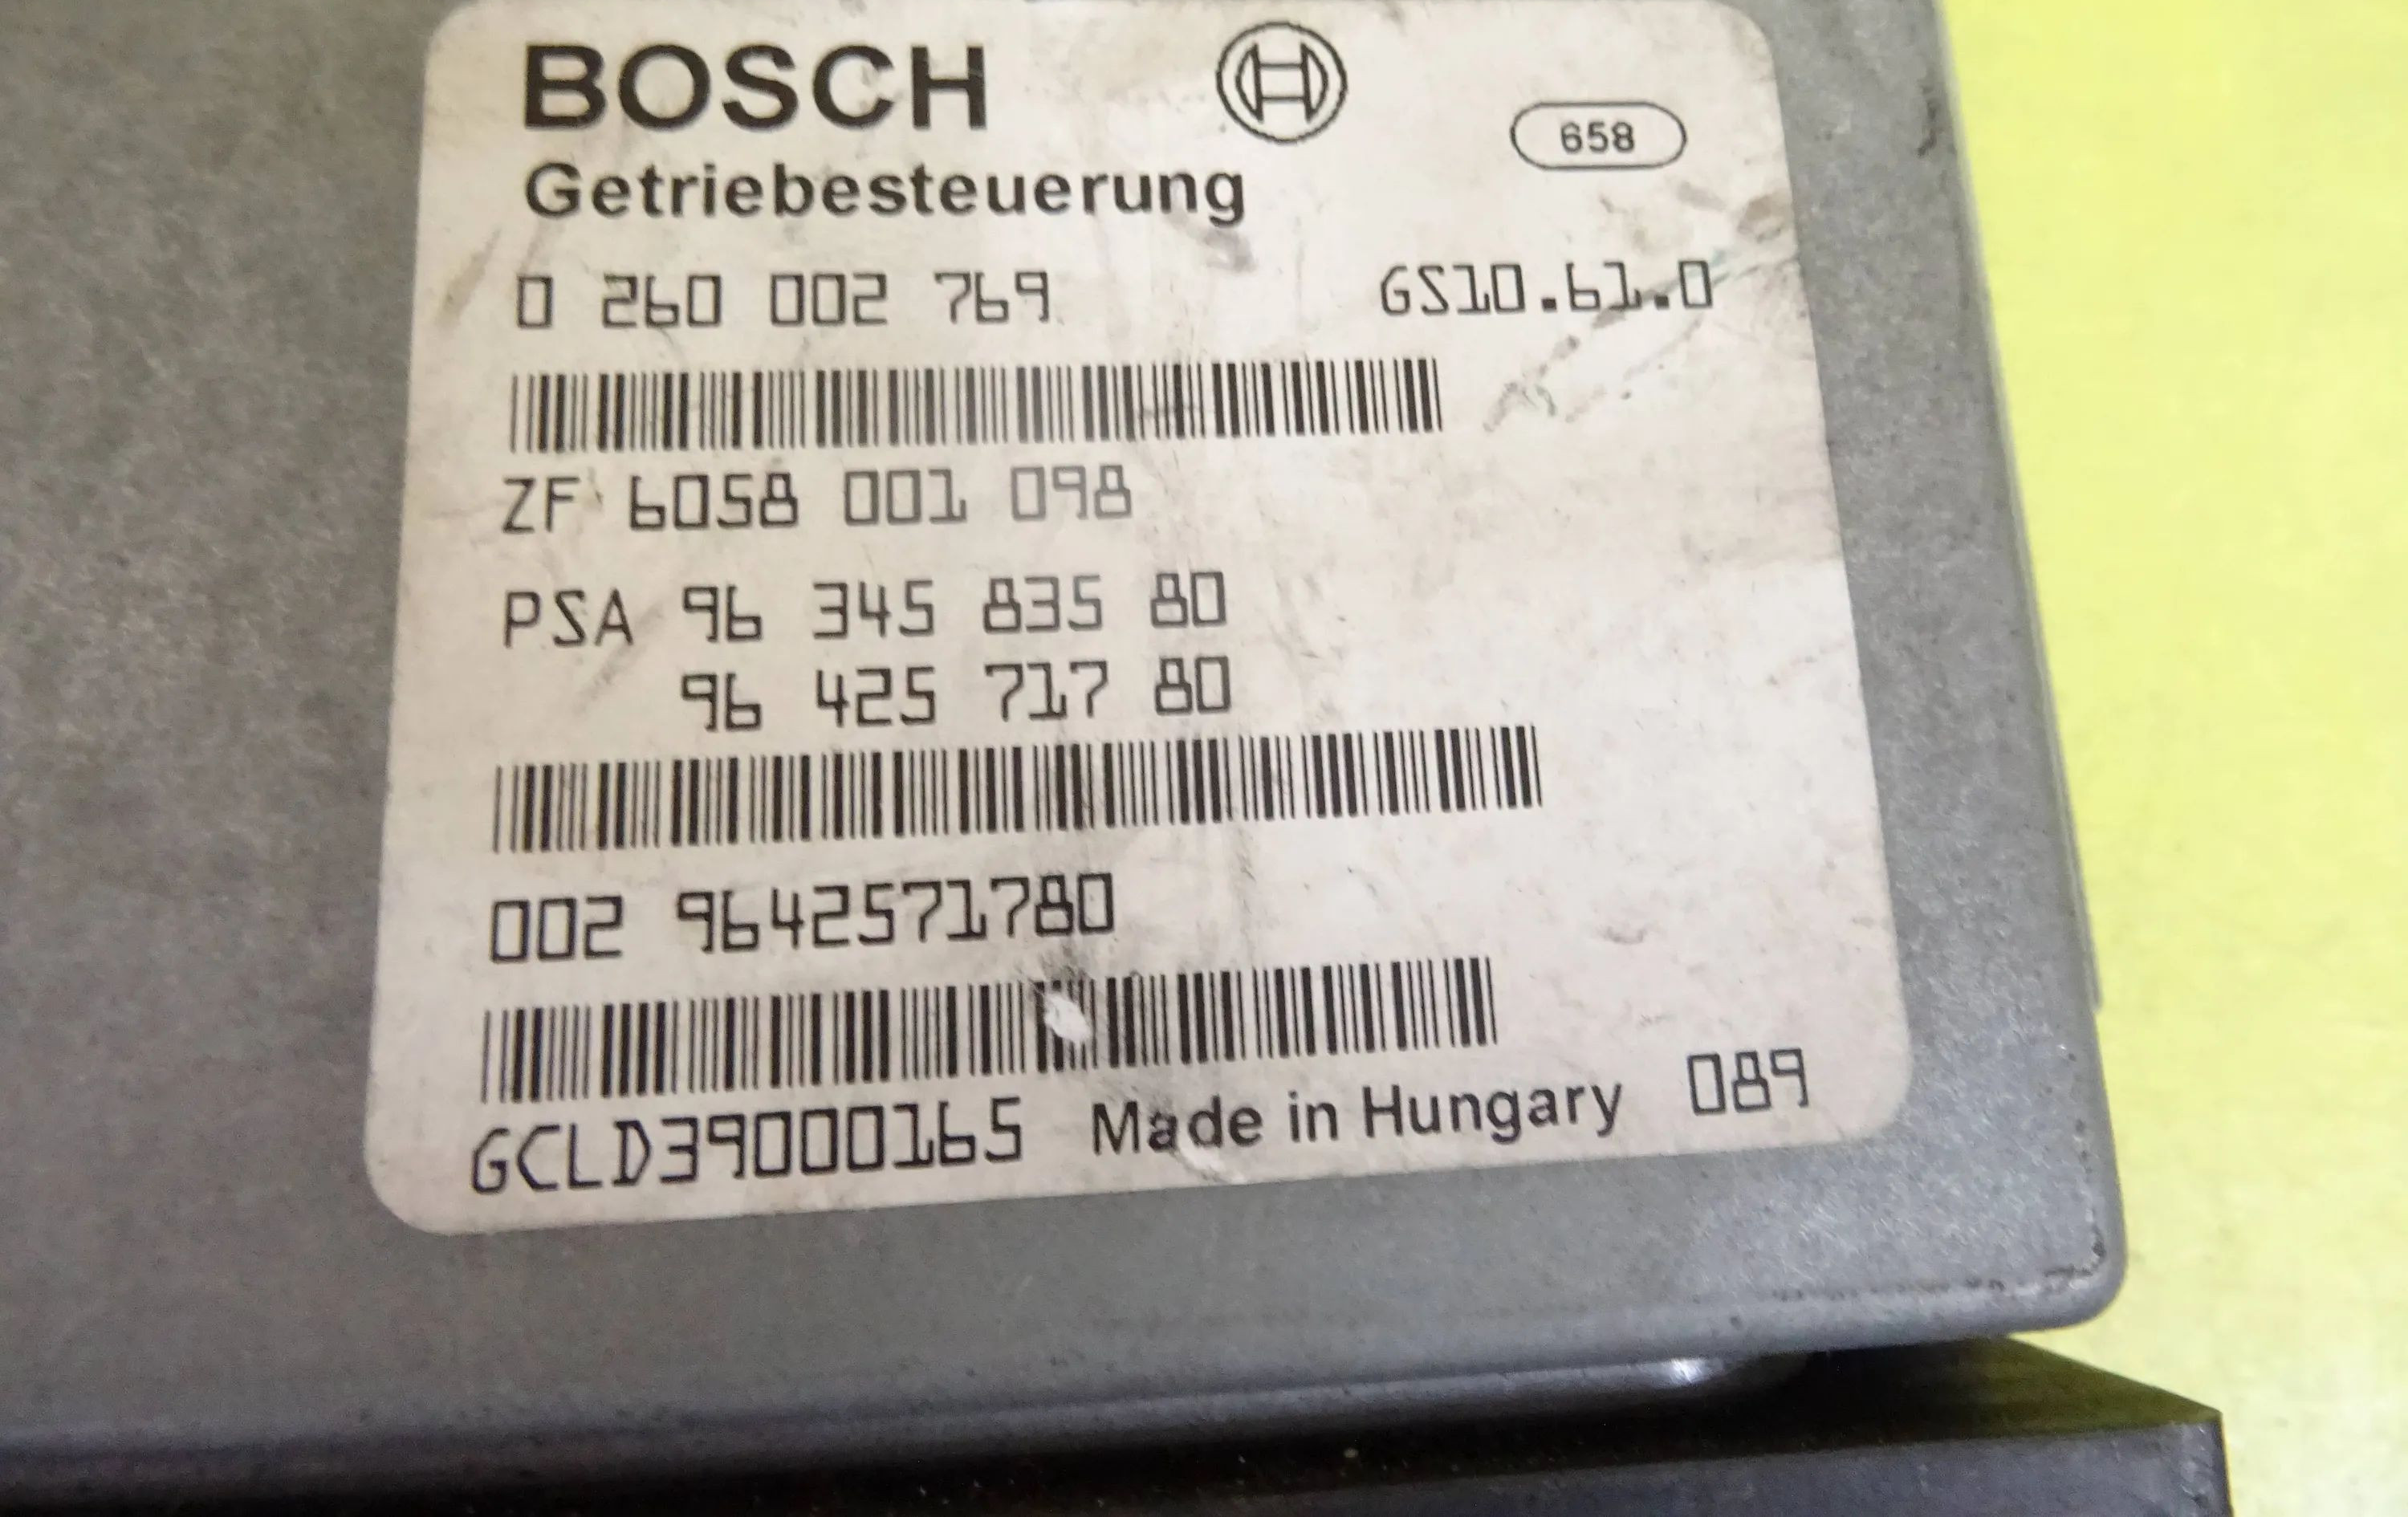 BOSCH
658
Getriebesteuerung
0 260 002 769 GS10.61.0
ZF 6058 001 098
PSA 96 345 835 80
96 425 717 80
002 9642571780
GCLD39000165 Made in Hungary 089